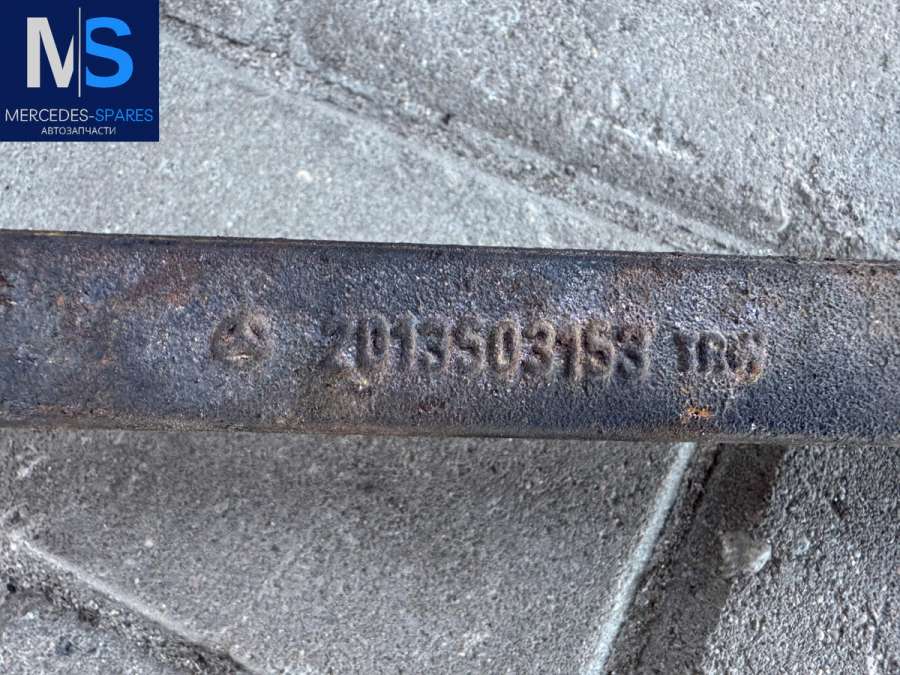 MS
MERCEDES-SPARES
АВТОЗАПЧАСТИ
2013503153 TRW